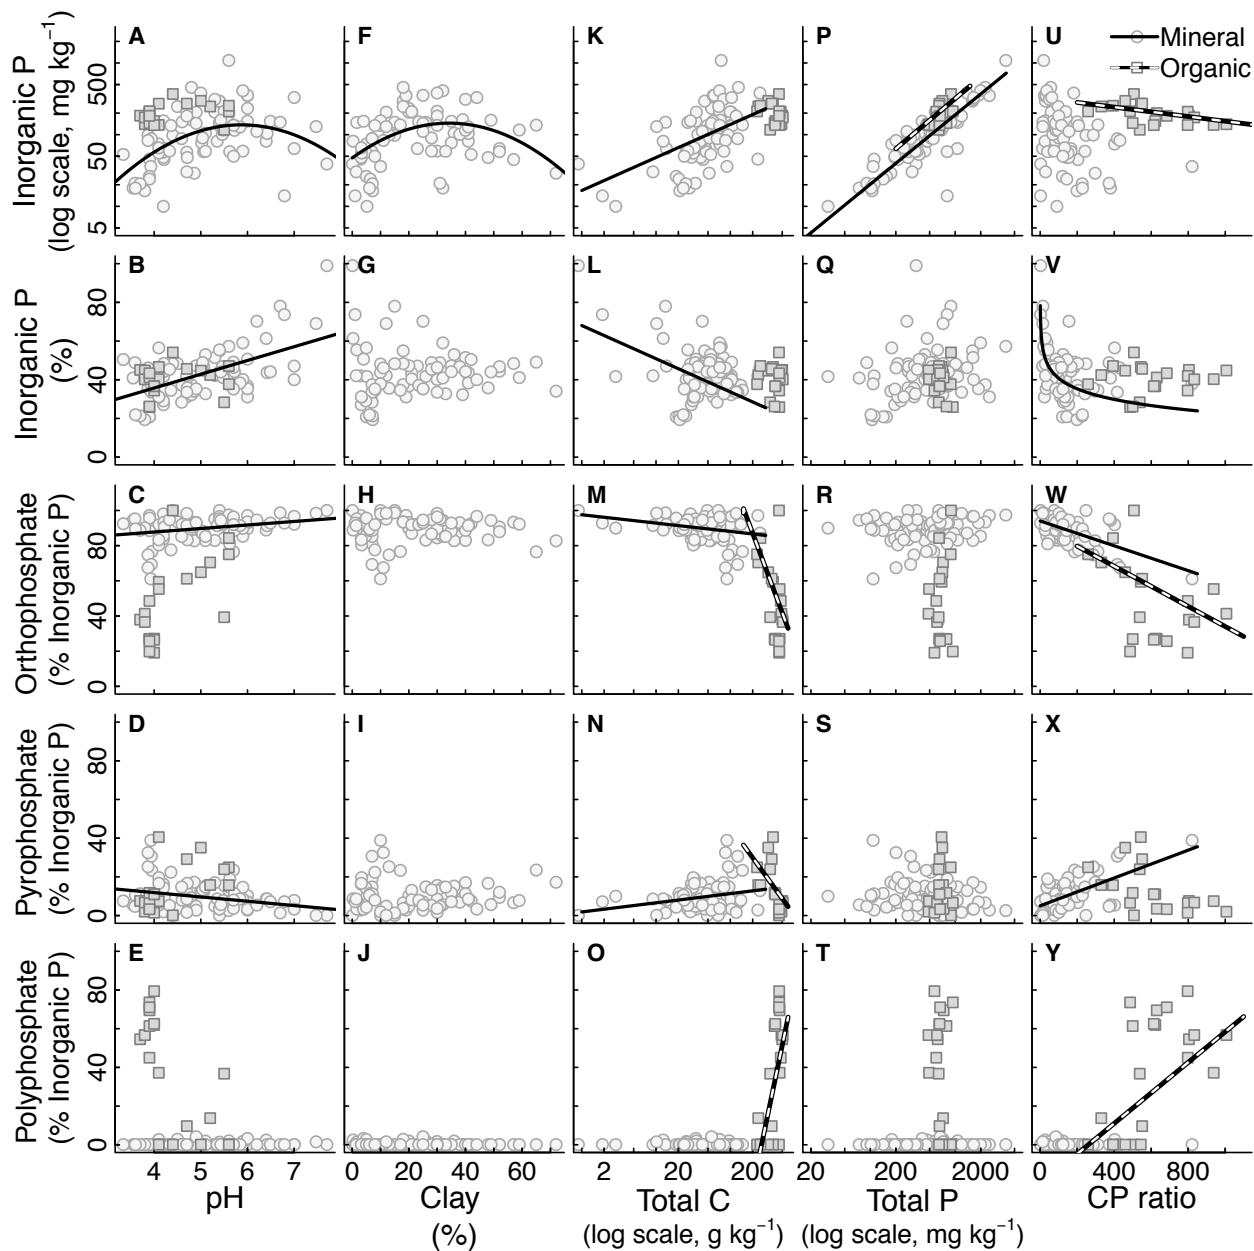 A F K P U
Mineral
Organic
Inorganic P
(log scale, mg kg⁻¹)
500
50
5
B G L Q V
Inorganic P
(%)
80
40
0
C H M R W
Orthophosphate
(% Inorganic P)
80
40
0
D I N S X
Pyrophosphate
(% Inorganic P)
80
40
0
E J O T Y
Polyphosphate
(% Inorganic P)
80
40
0
4 5 6 7 0 20 40 60 2 20 200 20 200 2000 0 400 800
pH Clay Total C Total P CP ratio
(%) (log scale, g kg⁻¹) (log scale, mg kg⁻¹)